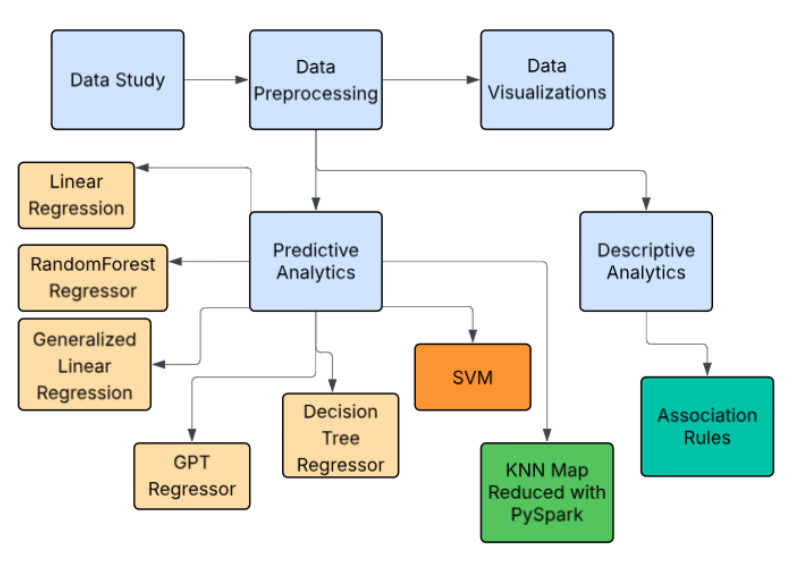 Data Study
Data
Preprocessing
Data
Visualizations
Linear
Regression
Predictive
Analytics
Descriptive
Analytics
RandomForest
Regressor
Generalized
Linear
Regression
SVM
Association
Rules
Decision
Tree
Regressor
GPT
Regressor
KNN Map
Reduced with
PySpark